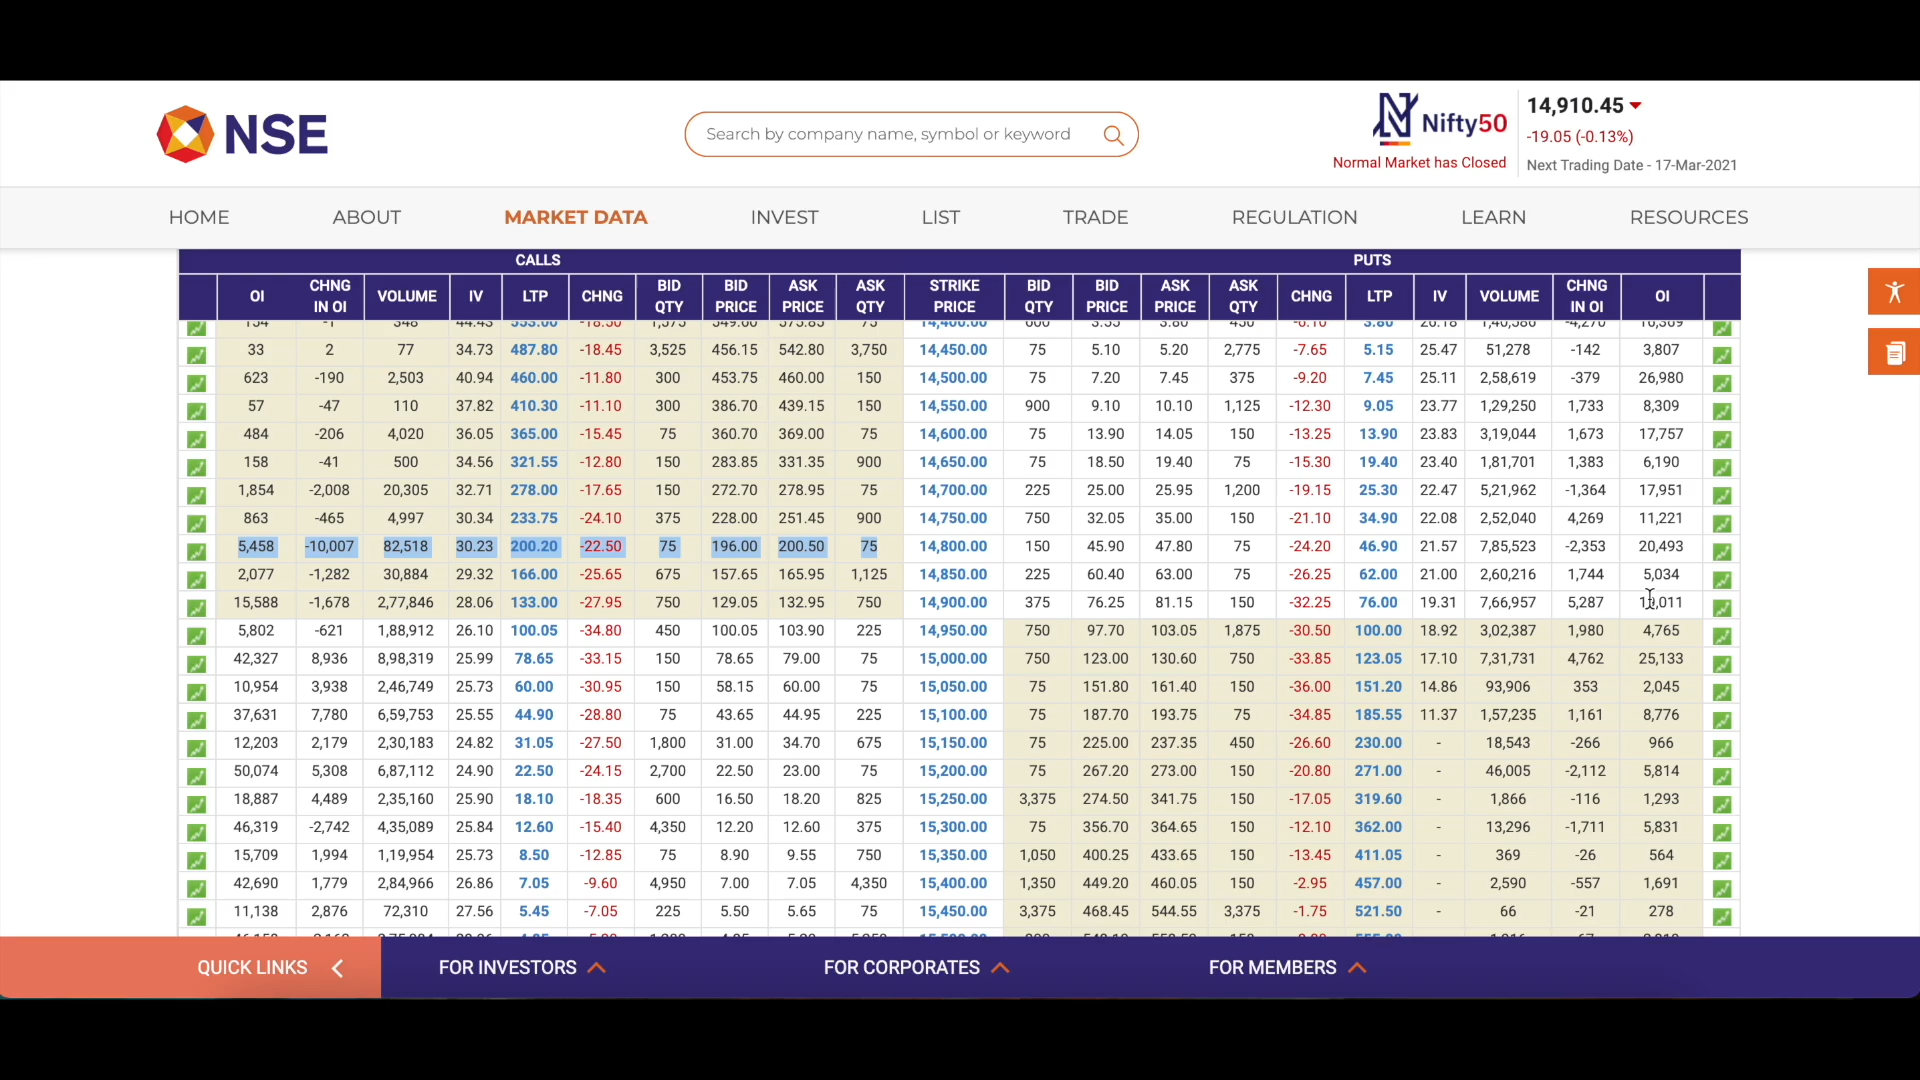 NSE
Search by company name, symbol or keyword
Nifty50
Normal Market has Closed
14,910.45
-19.05 (-0.13%)
Next Trading Date - 17-Mar-2021
HOME ABOUT MARKET DATA INVEST LIST TRADE REGULATION LEARN RESOURCES
CALLS PUTS
OI CHNG IN OI VOLUME IV LTP CHNG BID QTY BID PRICE ASK PRICE ASK QTY STRIKE PRICE BID QTY BID PRICE ASK PRICE ASK QTY CHNG LTP IV VOLUME CHNG IN OI OI
33 2 77 34.73 487.80 -18.45 3,525 456.15 542.80 3,750 14,450.00 75 5.10 5.20 2,775 -7.65 5.15 25.47 51,278 -142 3,807
623 -190 2,503 40.94 460.00 -11.80 300 453.75 460.00 150 14,500.00 75 7.20 7.45 375 -9.20 7.45 25.11 2,58,619 -379 26,980
57 -47 110 37.82 410.30 -11.10 300 386.70 439.15 150 14,550.00 900 9.10 10.10 1,125 -12.30 9.05 23.77 1,29,250 1,733 8,309
484 -206 4,020 36.05 365.00 -15.45 75 360.70 369.00 75 14,600.00 75 13.90 14.05 150 -13.25 13.90 23.83 3,19,044 1,673 17,757
158 -41 500 34.56 321.55 -12.80 150 283.85 331.35 900 14,650.00 75 18.50 19.40 75 -15.30 19.40 23.40 1,81,701 1,383 6,190
1,854 -2,008 20,305 32.71 278.00 -17.65 150 272.70 278.95 75 14,700.00 225 25.00 25.95 1,200 -19.15 25.30 22.47 5,21,962 -1,364 17,951
863 -465 4,997 30.34 233.75 -24.10 375 228.00 251.45 900 14,750.00 750 32.05 35.00 150 -21.10 34.90 22.08 2,52,040 4,269 11,221
5,458 -10,007 82,518 30.23 200.20 -22.50 75 196.00 200.50 75 14,800.00 150 45.90 47.80 75 -24.20 46.90 21.57 7,85,523 -2,353 20,493
2,077 -1,282 30,884 29.32 166.00 -25.65 675 157.65 165.95 1,125 14,850.00 225 60.40 63.00 75 -26.25 62.00 21.00 2,60,216 1,744 5,034
15,588 -1,678 2,77,846 28.06 133.00 -27.95 750 129.05 132.95 750 14,900.00 375 76.25 81.15 150 -32.25 76.00 19.31 7,66,957 5,287
5,802 -621 1,88,912 26.10 100.05 -34.80 450 100.05 103.90 225 14,950.00 750 97.70 103.05 1,875 -30.50 100.00 18.92 3,02,387 1,980 4,765
42,327 8,936 8,98,319 25.99 78.65 -33.15 150 78.65 79.00 75 15,000.00 750 123.00 130.60 750 -33.85 123.05 17.10 7,31,731 4,762 25,133
10,954 3,938 2,46,749 25.73 60.00 -30.95 150 58.15 60.00 75 15,050.00 75 151.80 161.40 150 -36.00 151.20 14.86 93,906 353 2,045
37,631 7,780 6,59,753 25.55 44.90 -28.80 75 43.65 44.95 225 15,100.00 75 187.70 193.75 75 -34.85 185.55 11.37 1,57,235 1,161 8,776
12,203 2,179 2,30,183 24.82 31.05 -27.50 1,800 31.00 34.70 675 15,150.00 75 225.00 237.35 450 -26.60 230.00 - 18,543 -266 966
50,074 5,308 6,87,112 24.90 22.50 -24.15 2,700 22.50 23.00 75 15,200.00 75 267.20 273.00 150 -20.80 271.00 - 46,005 -2,112 5,814
18,887 4,489 2,35,160 25.90 18.10 -18.35 600 16.50 18.20 825 15,250.00 3,375 274.50 341.75 150 -17.05 319.60 - 1,866 -116 1,293
46,319 -2,742 4,35,089 25.84 12.60 -15.40 4,350 12.20 12.60 375 15,300.00 75 356.70 364.65 150 -12.10 362.00 - 13,296 -1,711 5,831
15,709 1,994 1,19,954 25.73 8.50 -12.85 75 8.90 9.55 750 15,350.00 1,050 400.25 433.65 150 -13.45 411.05 - 369 -26 564
42,690 1,779 2,84,966 26.86 7.05 -9.60 4,950 7.00 7.05 4,350 15,400.00 1,350 449.20 460.05 150 -2.95 457.00 - 2,590 -557 1,691
11,138 2,876 72,310 27.56 5.45 -7.05 225 5.50 5.65 75 15,450.00 3,375 468.45 544.55 3,375 -1.75 521.50 - 66 -21 278
QUICK LINKS FOR INVESTORS FOR CORPORATES FOR MEMBERS